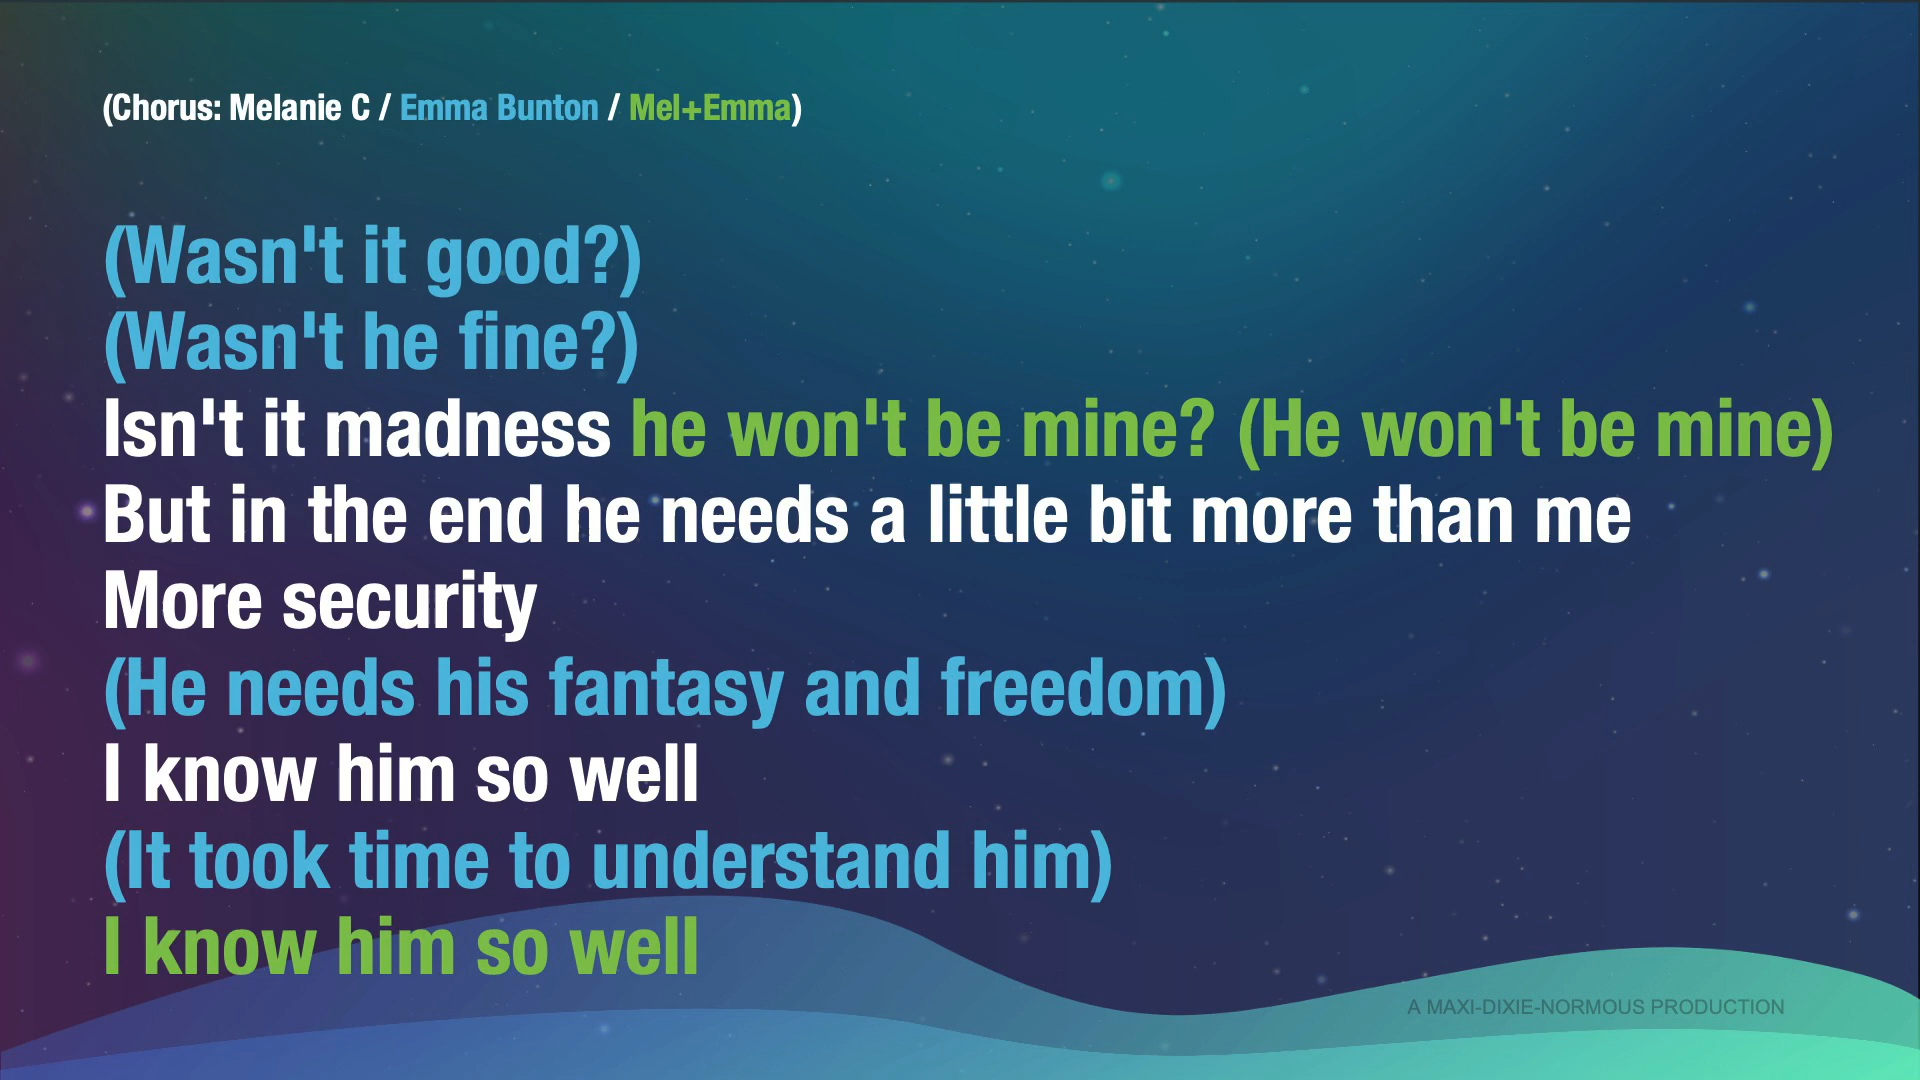 (Chorus: Melanie C / Emma Bunton / Mel+Emma)
(Wasn't it good?)
(Wasn't he fine?)
Isn't it madness he won't be mine? (He won't be mine)
But in the end he needs a little bit more than me
More security
(He needs his fantasy and freedom)
I know him so well
(It took time to understand him)
I know him so well
A MAXI-DIXIE-NORMOUS PRODUCTION